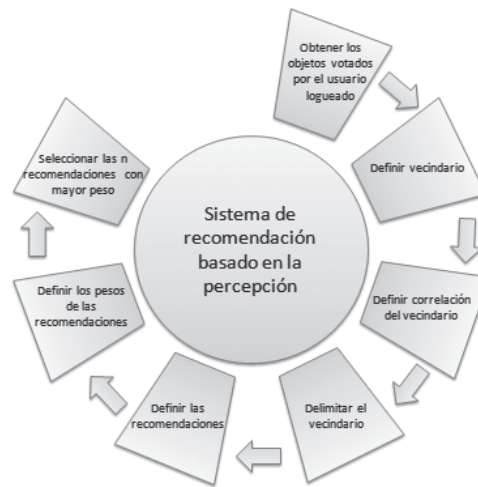 Obtener los
objetos votados
por el usuario
logueado
Definir vecindario
Definir correlación
del vecindario
Delimitar el
vecindario
Definir las
recomendaciones
Definir los pesos
de las
recomendaciones
Seleccionar las n
recomendaciones con
mayor peso
Sistema de
recomendación
basado en la
percepción